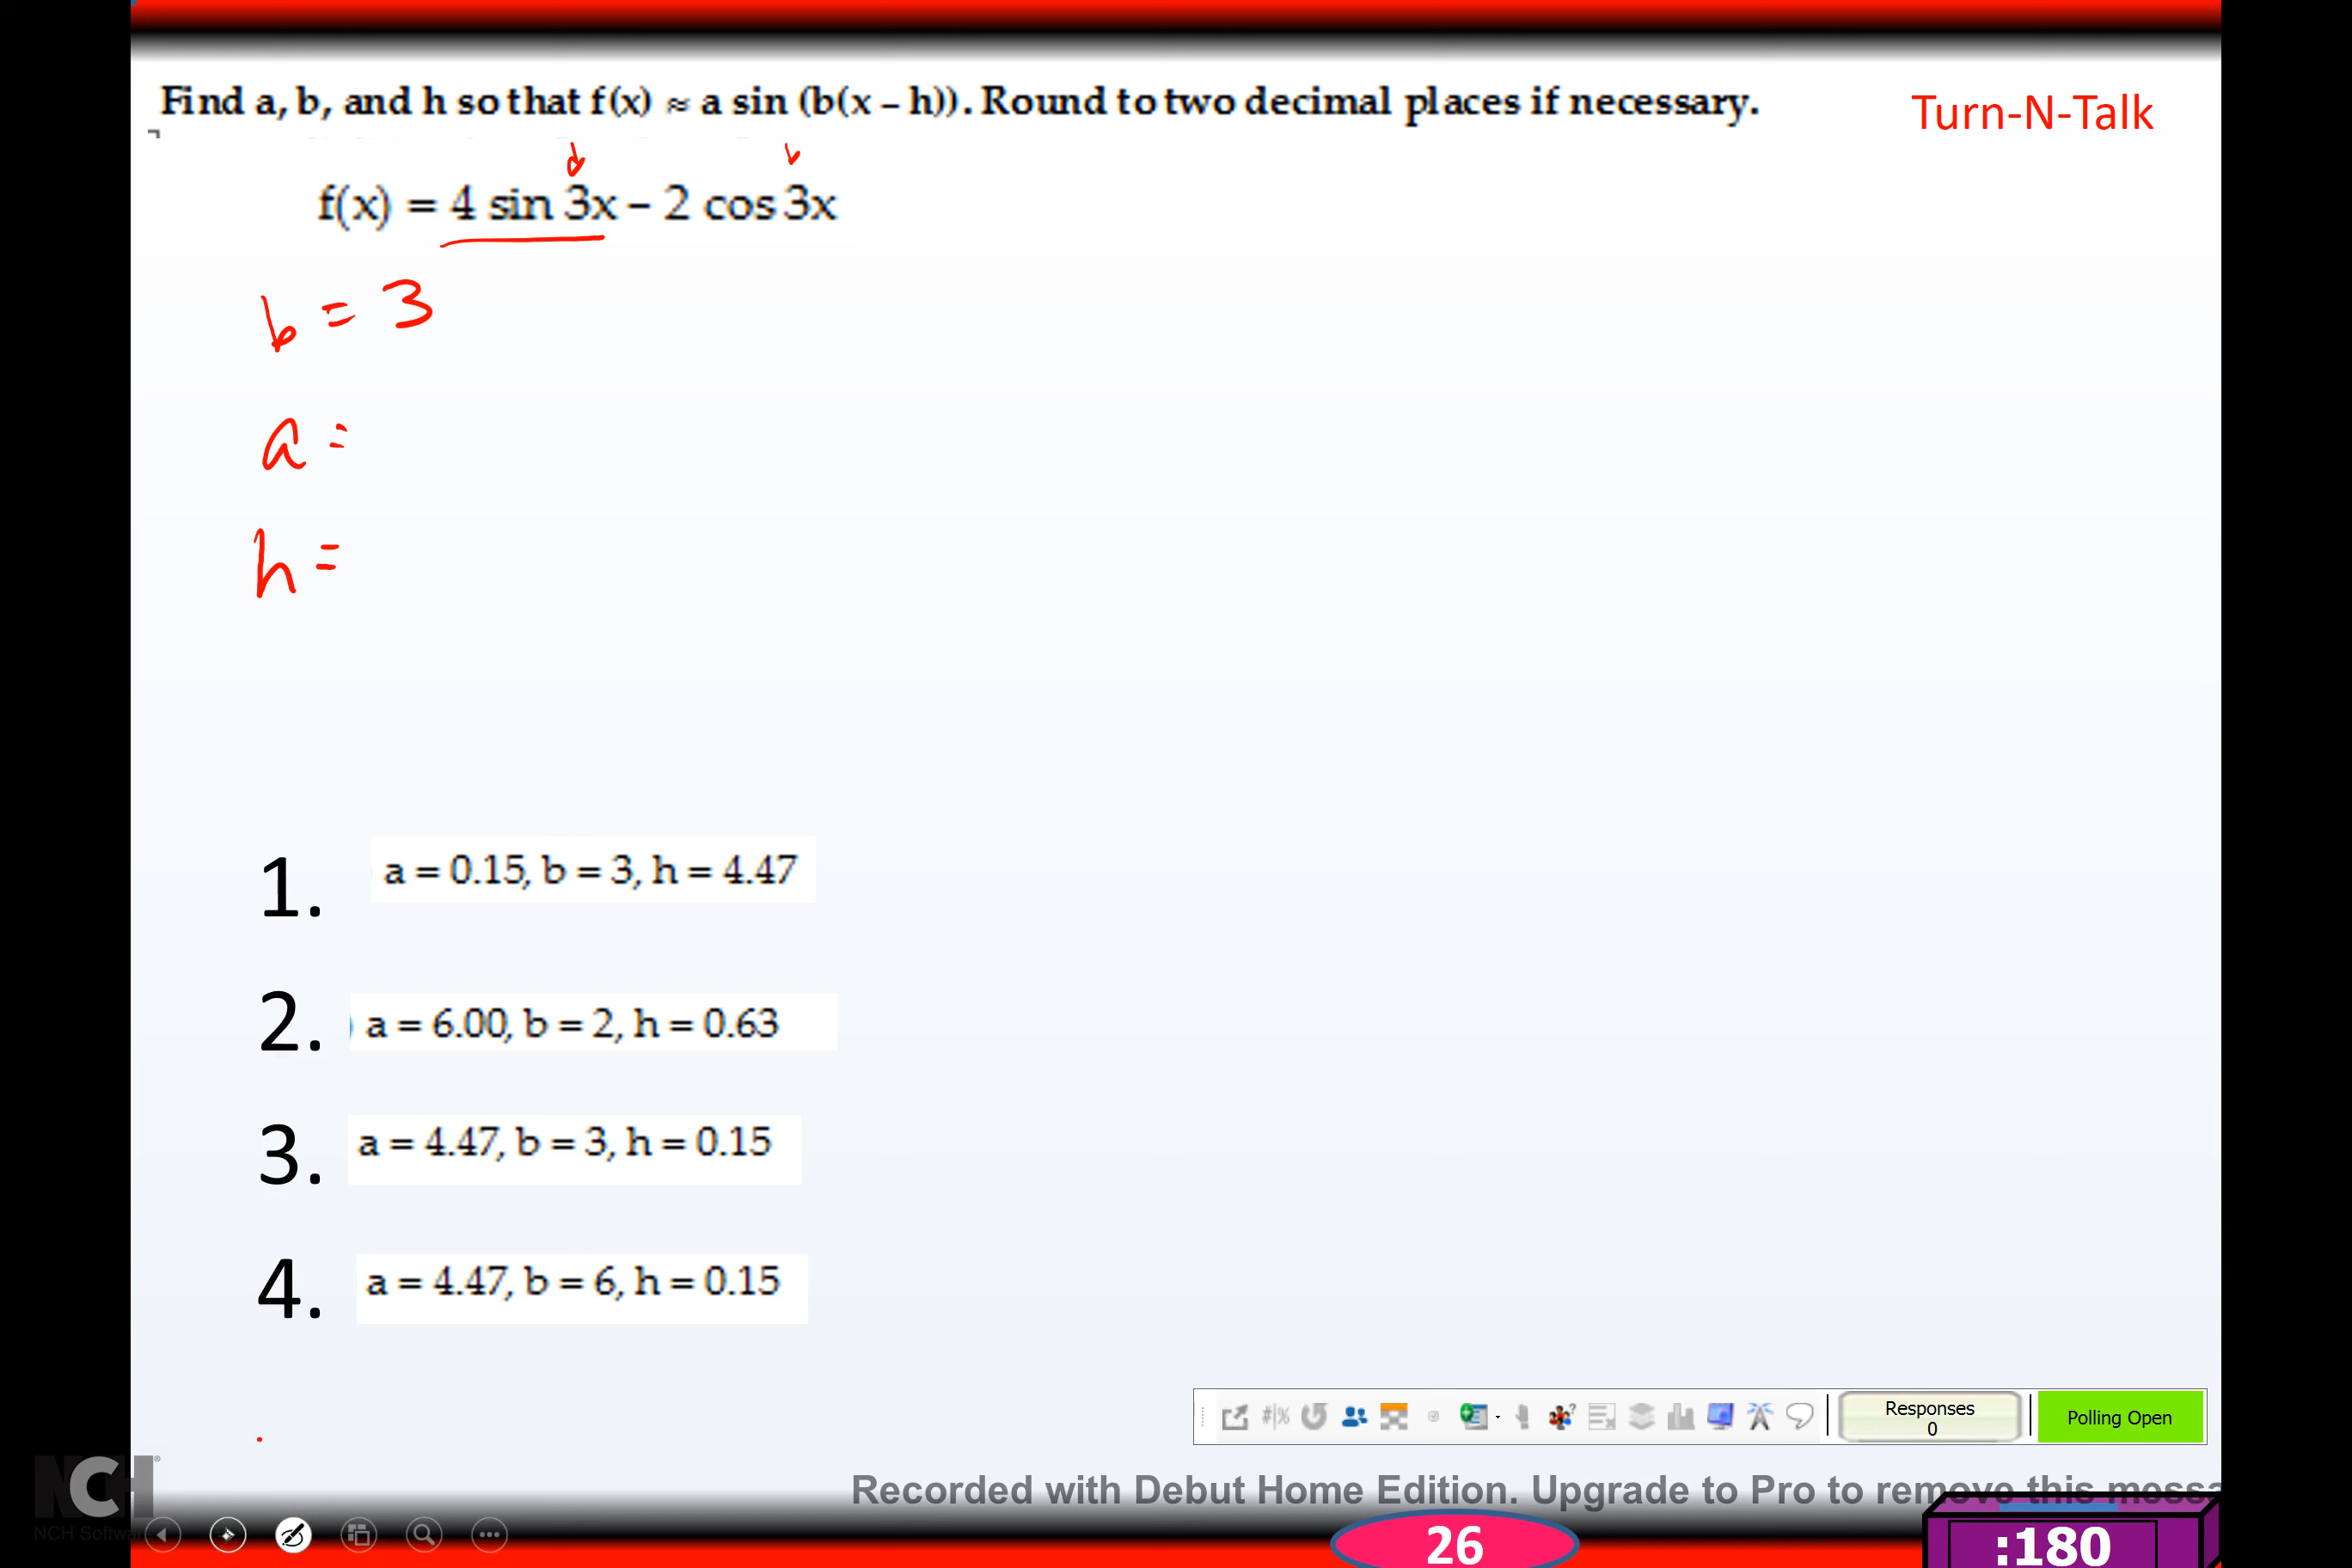 Find a, b, and h so that f(x) ≈ a sin (b(x – h)). Round to two decimal places if necessary.
Turn-N-Talk
f(x) = 4 sin 3x – 2 cos 3x
b = 3
a =
h =
1. a = 0.15, b = 3, h = 4.47
2. a = 6.00, b = 2, h = 0.63
3. a = 4.47, b = 3, h = 0.15
4. a = 4.47, b = 6, h = 0.15
#|%
Responses
0
Polling Open
NCH®
Recorded with Debut Home Edition. Upgrade to Pro to remove this messa
NCH Softwa
26
:180